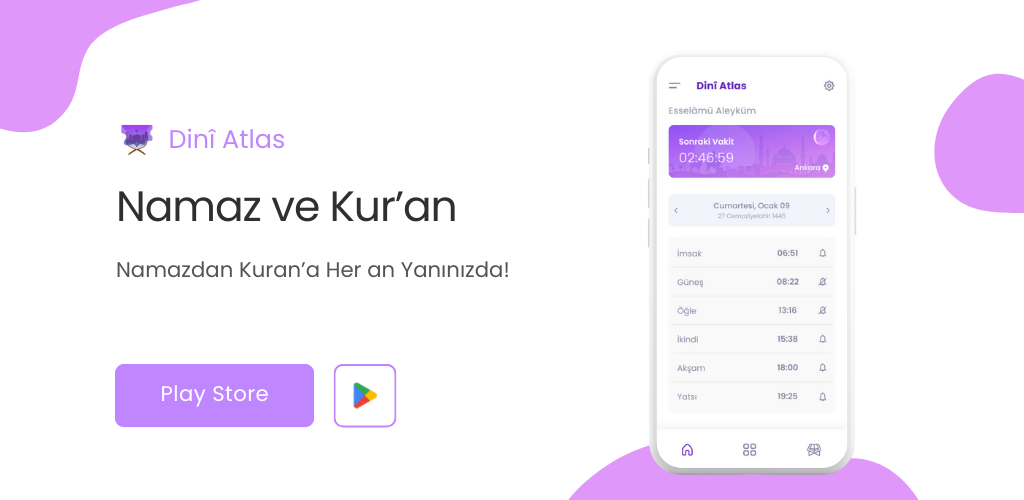 Dinî Atlas
Namaz ve Kur’an
Namazdan Kuran’a Her an Yanınızda!
Play Store
Dinî Atlas
Esselâmü Aleyküm
Sonraki Vakit
02:46:59
Ankara
Cumartesi, Ocak 09
27 Cemaziyelahir 1445
İmsak 06:51
Güneş 08:22
Öğle 13:16
İkindi 15:38
Akşam 18:00
Yatsı 19:25